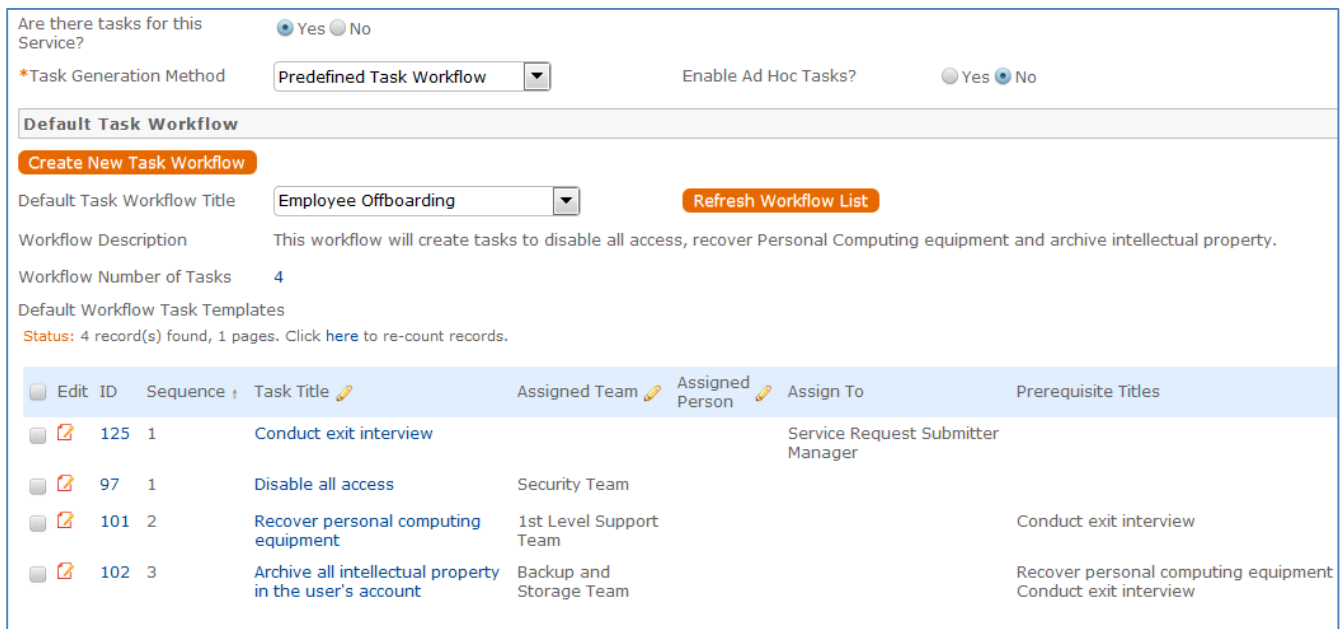 Are there tasks for this
Service?
Yes No
*Task Generation Method
Predefined Task Workflow
Enable Ad Hoc Tasks?
Yes No
Default Task Workflow
Create New Task Workflow
Default Task Workflow Title
Employee Offboarding
Refresh Workflow List
Workflow Description
This workflow will create tasks to disable all access, recover Personal Computing equipment and archive intellectual property.
Workflow Number of Tasks
4
Default Workflow Task Templates
Status: 4 record(s) found, 1 pages. Click here to re-count records.
Edit ID Sequence ↑ Task Title Assigned Team Assigned
Person Assign To Prerequisite Titles
125 1 Conduct exit interview Service Request Submitter
Manager
97 1 Disable all access Security Team
101 2 Recover personal computing
equipment
1st Level Support
Team
Conduct exit interview
102 3 Archive all intellectual property
in the user's account
Backup and
Storage Team
Recover personal computing equipment
Conduct exit interview